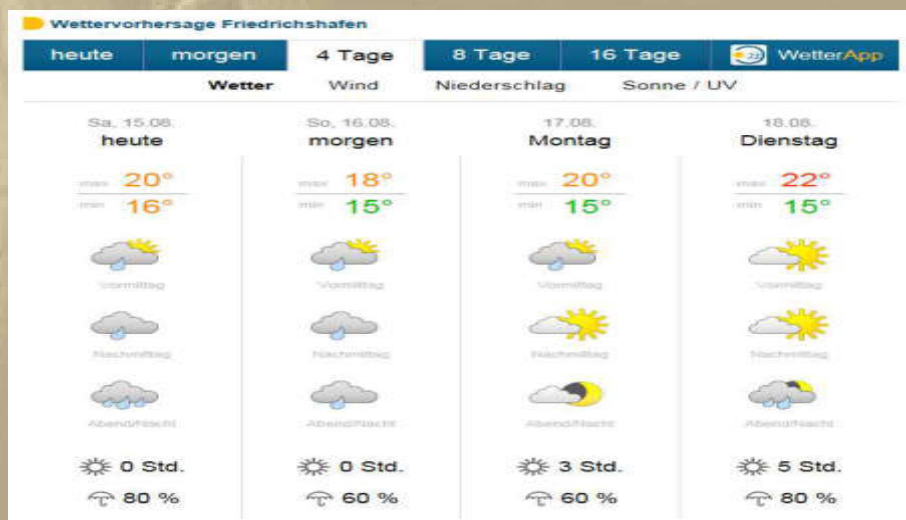 Wettervorhersage Friedrichshafen
heute morgen 4 Tage 8 Tage 16 Tage 22 WetterApp
Wetter Wind Niederschlag Sonne / UV
Sa, 15.08. So, 16.08. 17.08. 18.08.
heute morgen Montag Dienstag
max 20° max 18° max 20° max 22°
min 16° min 15° min 15° min 15°
Vormittag Vormittag Vormittag Vormittag
Nachmittag Nachmittag Nachmittag Nachmittag
Abend/Nacht Abend/Nacht Abend/Nacht Abend/Nacht
0 Std. 0 Std. 3 Std. 5 Std.
80 % 60 % 60 % 80 %